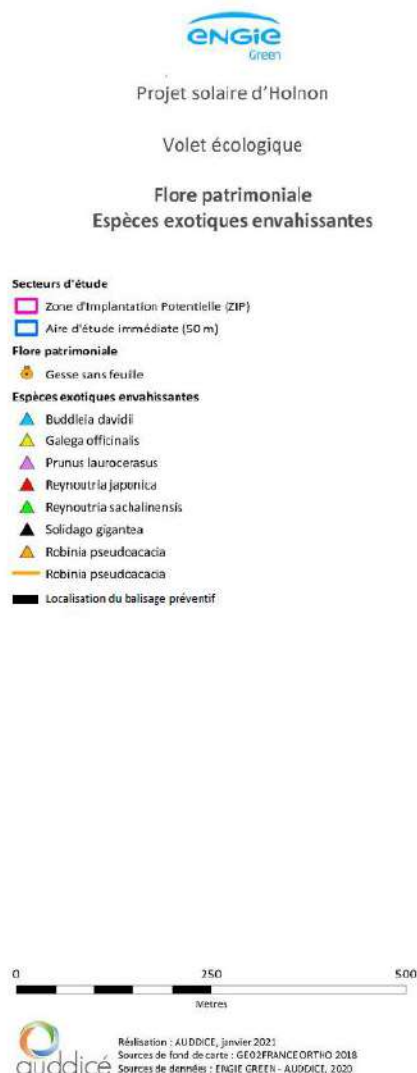 ENGIE
Green
Projet solaire d'Holnon
Volet écologique
Flore patrimoniale
Espèces exotiques envahissantes
Secteurs d'étude
Zone d'Implantation Potentielle (ZIP)
Aire d'étude immédiate (50 m)
Flore patrimoniale
Gesse sans feuille
Espèces exotiques envahissantes
Buddleia davidii
Galega officinalis
Prunus laurocerasus
Reynoutria japonica
Reynoutria sachalinensis
Solidago gigantea
Robinia pseudoacacia
Robinia pseudoacacia
Localisation du balisage préventif
0 250 500
Mètres
auddicé
Réalisation : AUDDICE, janvier 2021
Sources de fond de carte : GEO2FRANCE ORTHO 2018
Sources de données : ENGIE GREEN - AUDDICE, 2020